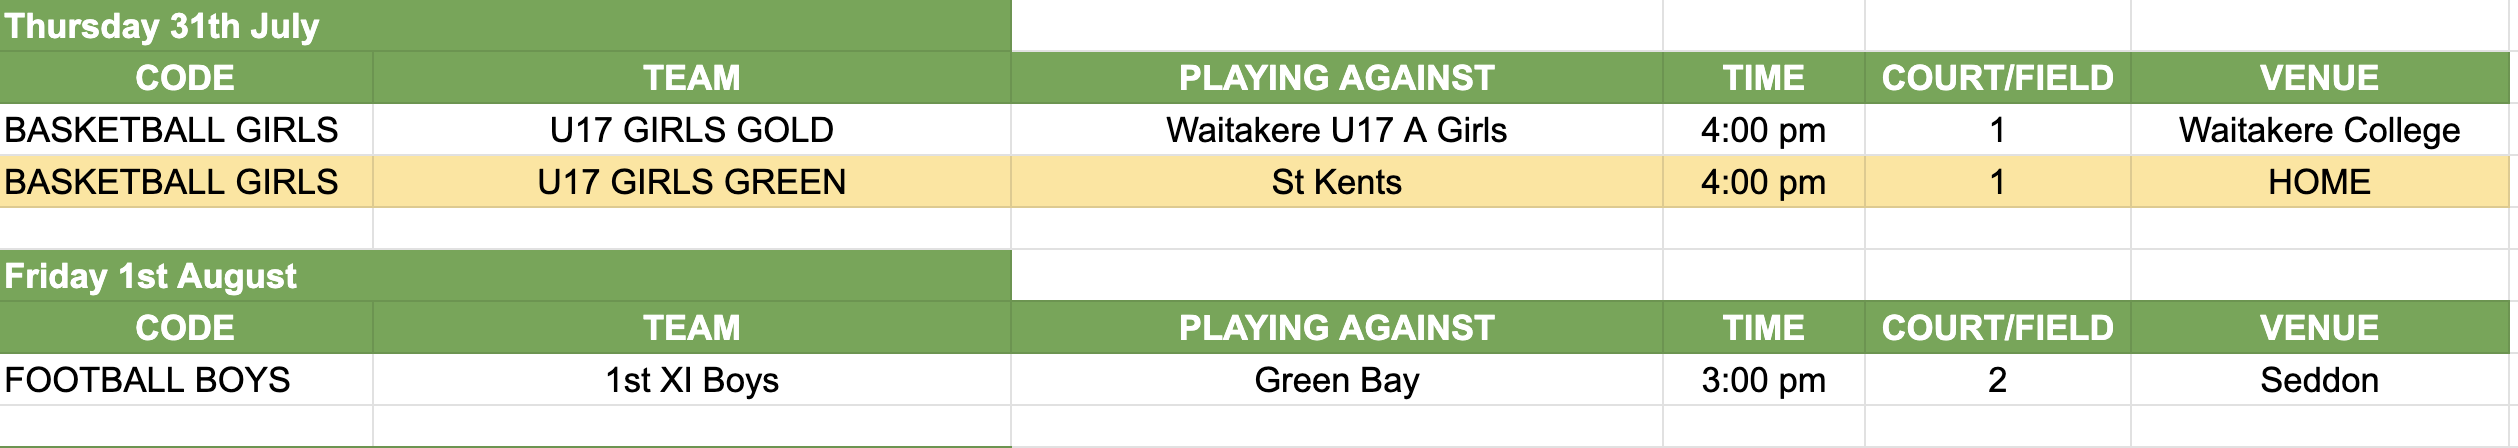 Thursday 31th July
CODE TEAM PLAYING AGAINST TIME COURT/FIELD VENUE
BASKETBALL GIRLS U17 GIRLS GOLD Waitakere U17 A Girls 4:00 pm 1 Waitakere College
BASKETBALL GIRLS U17 GIRLS GREEN St Kents 4:00 pm 1 HOME
Friday 1st August
CODE TEAM PLAYING AGAINST TIME COURT/FIELD VENUE
FOOTBALL BOYS 1st XI Boys Green Bay 3:00 pm 2 Seddon